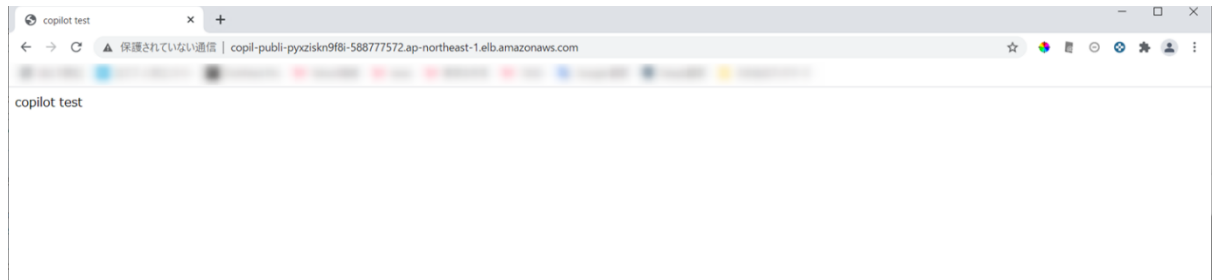 copilot test
保護されていない通信 | copil-publi-pyxziskn9f8i-588777572.ap-northeast-1.elb.amazonaws.com
copilot test